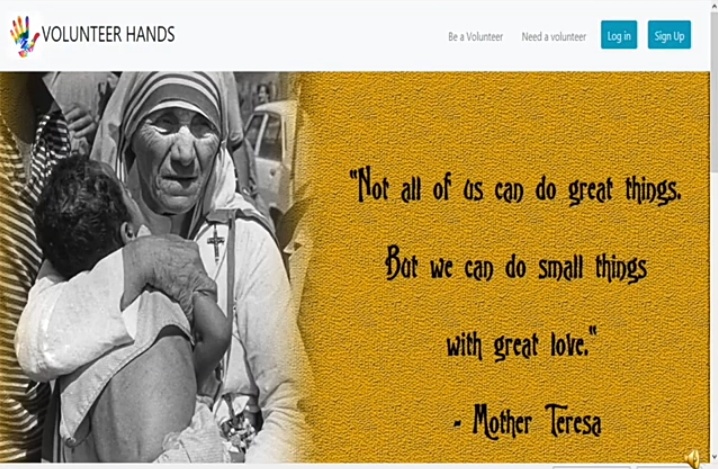 VOLUNTEER HANDS
Be a Volunteer
Need a volunteer
Log in
Sign Up
"Not all of us can do great things.
But we can do small things
with great love."
- Mother Teresa